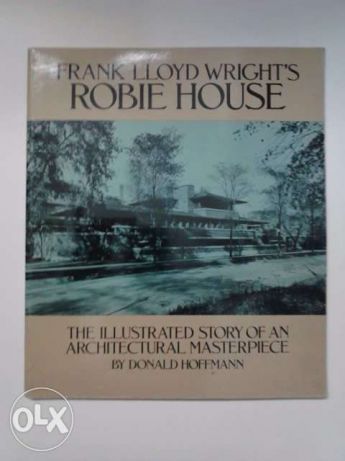 FRANK LLOYD WRIGHT'S
ROBIE HOUSE
THE ILLUSTRATED STORY OF AN
ARCHITECTURAL MASTERPIECE
BY DONALD HOFFMANN
OLX